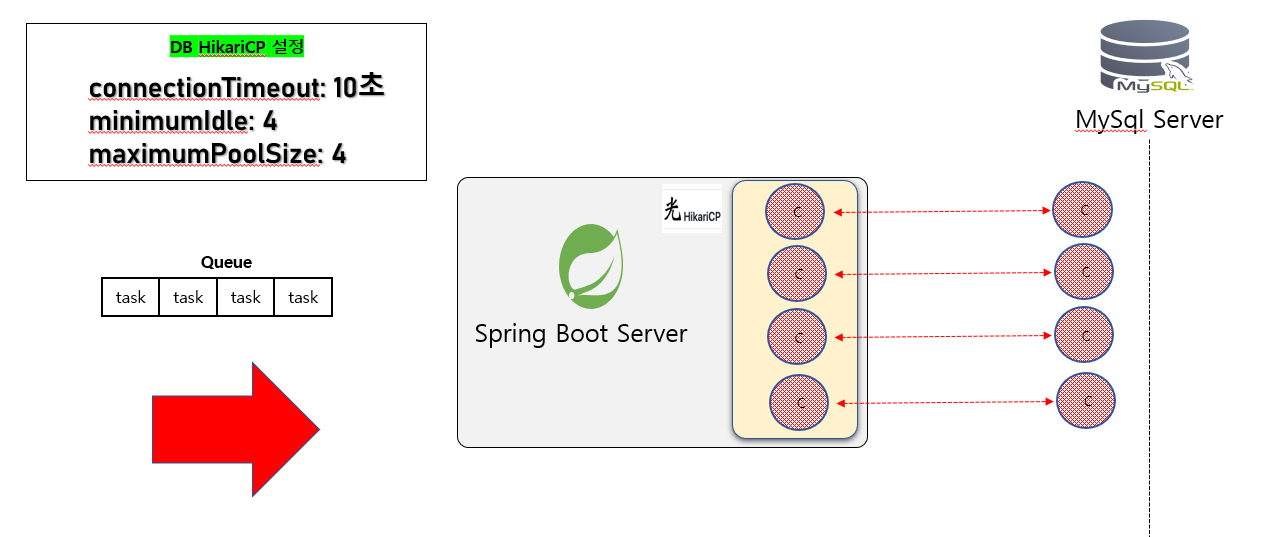 DB HikariCP 설정
connectionTimeout: 10초
minimumIdle: 4
maximumPoolSize: 4
MySQL
MySql Server
光 HikariCP
C
C
C
C
C
C
C
C
Queue
task task task task
Spring Boot Server